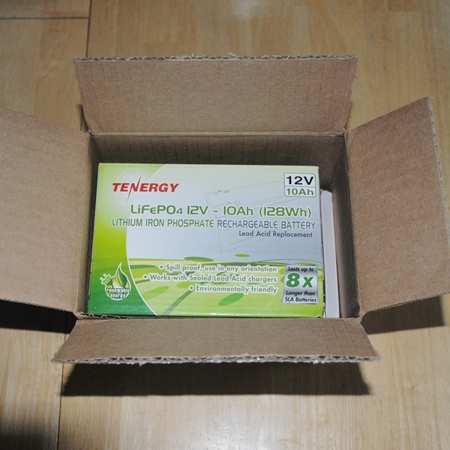 TENERGY
12V
10Ah
LiFePO4 12V - 10Ah (128Wh)
LITHIUM IRON PHOSPHATE RECHARGEABLE BATTERY
Lead Acid Replacement
• Spill proof, use in any orientation
• Works with Sealed Lead Acid chargers
• Environmentally friendly
Lasts up to
8x
Longer than
SLA Batteries